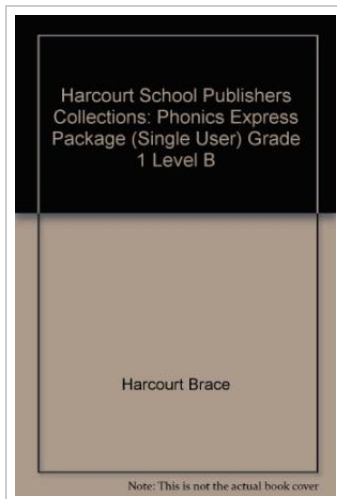 Harcourt School Publishers
Collections: Phonics Express
Package (Single User) Grade
1 Level B
Harcourt Brace
Note: This is not the actual book cover